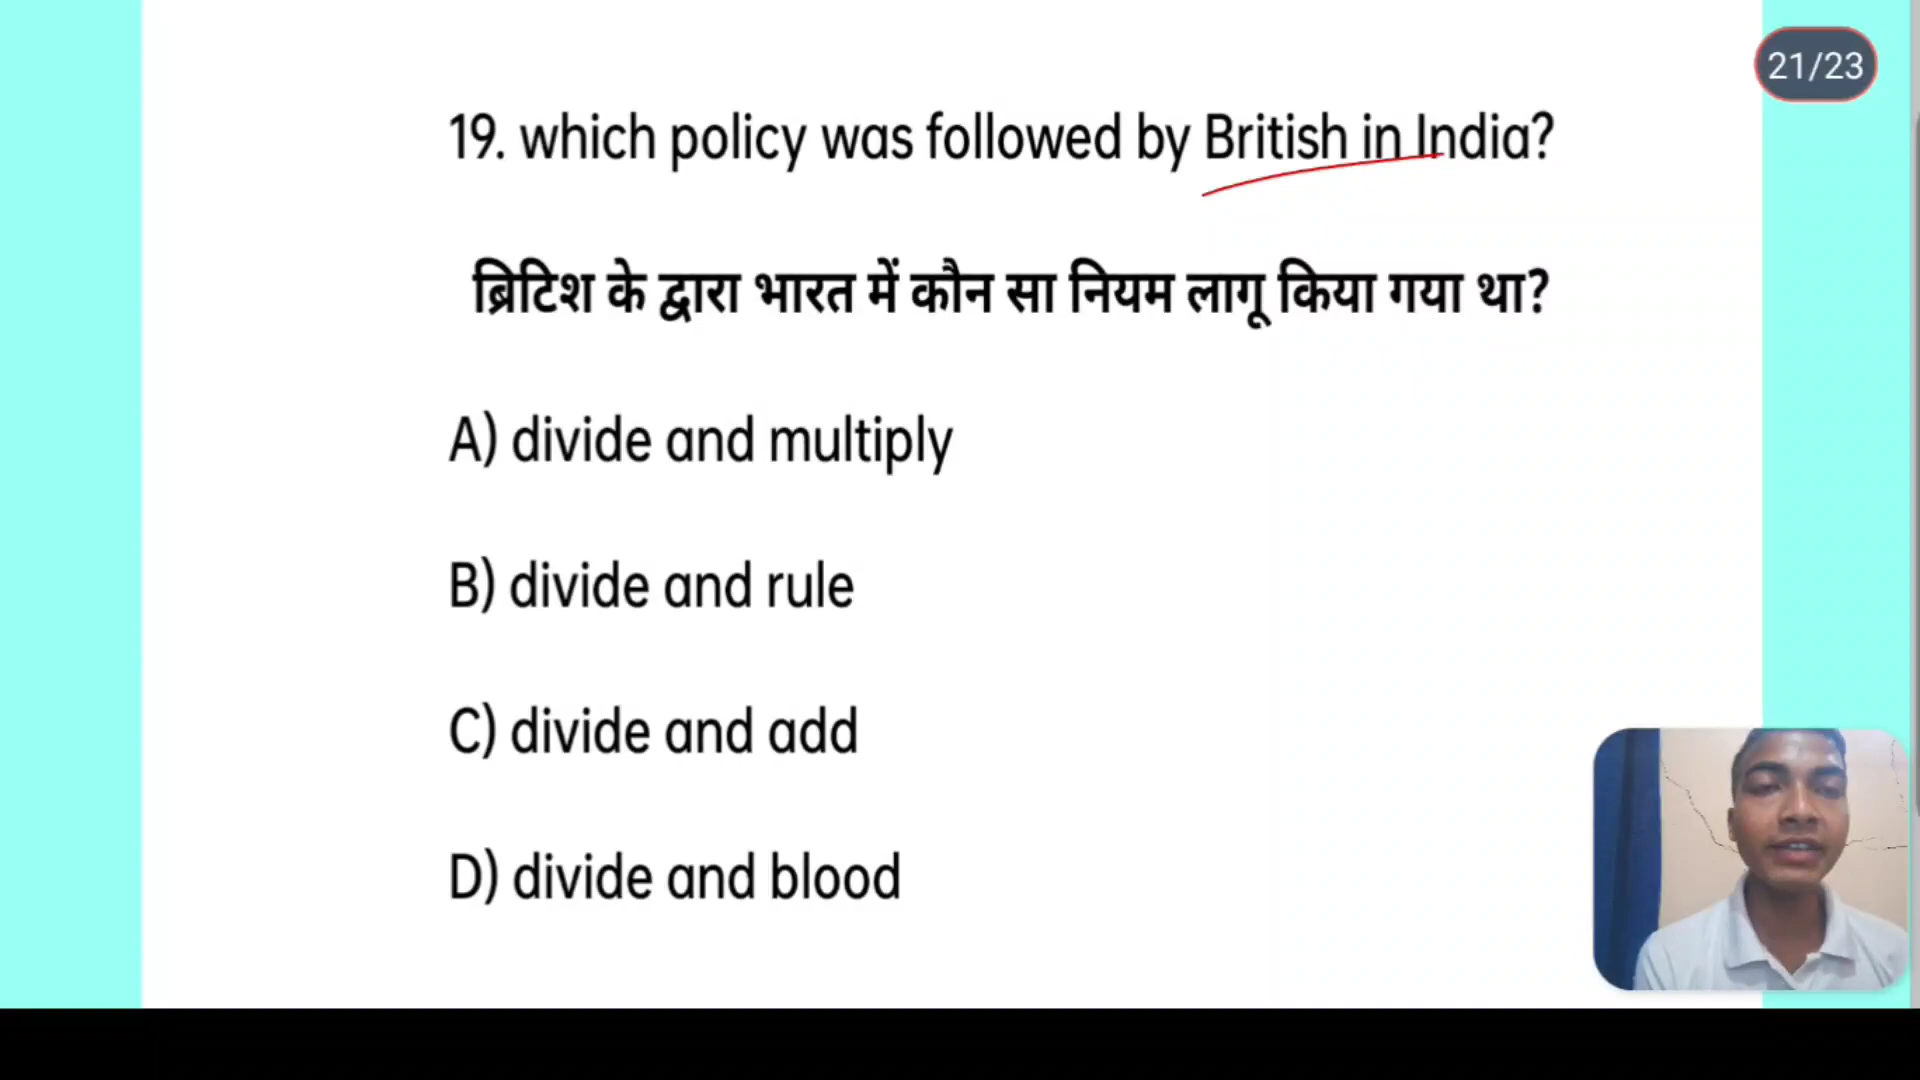 21/23
19. which policy was followed by British in India?
ब्रिटिश के द्वारा भारत में कौन सा नियम लागू किया गया था?
A) divide and multiply
B) divide and rule
C) divide and add
D) divide and blood